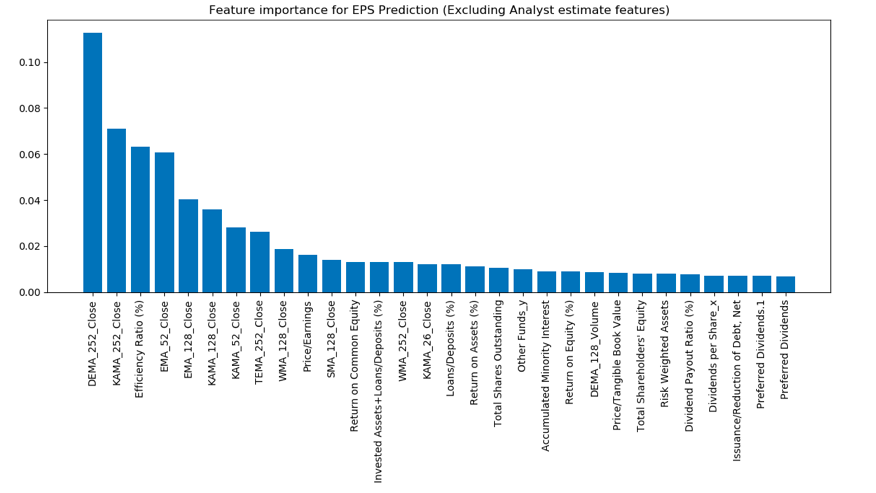 Feature importance for EPS Prediction (Excluding Analyst estimate features)
0.10
0.08
0.06
0.04
0.02
0.00
DEMA_252_Close
KAMA_252_Close
Efficiency Ratio (%)
EMA_52_Close
EMA_128_Close
KAMA_128_Close
KAMA_52_Close
TEMA_252_Close
WMA_128_Close
Price/Earnings
SMA_128_Close
Return on Common Equity
Invested Assets+Loans/Deposits (%)
WMA_252_Close
KAMA_26_Close
Loans/Deposits (%)
Return on Assets (%)
Total Shares Outstanding
Other Funds_y
Accumulated Minority Interest
Return on Equity (%)
DEMA_128_Volume
Price/Tangible Book Value
Total Shareholders' Equity
Risk Weighted Assets
Dividend Payout Ratio (%)
Dividends per Share_x
Issuance/Reduction of Debt, Net
Preferred Dividends.1
Preferred Dividends